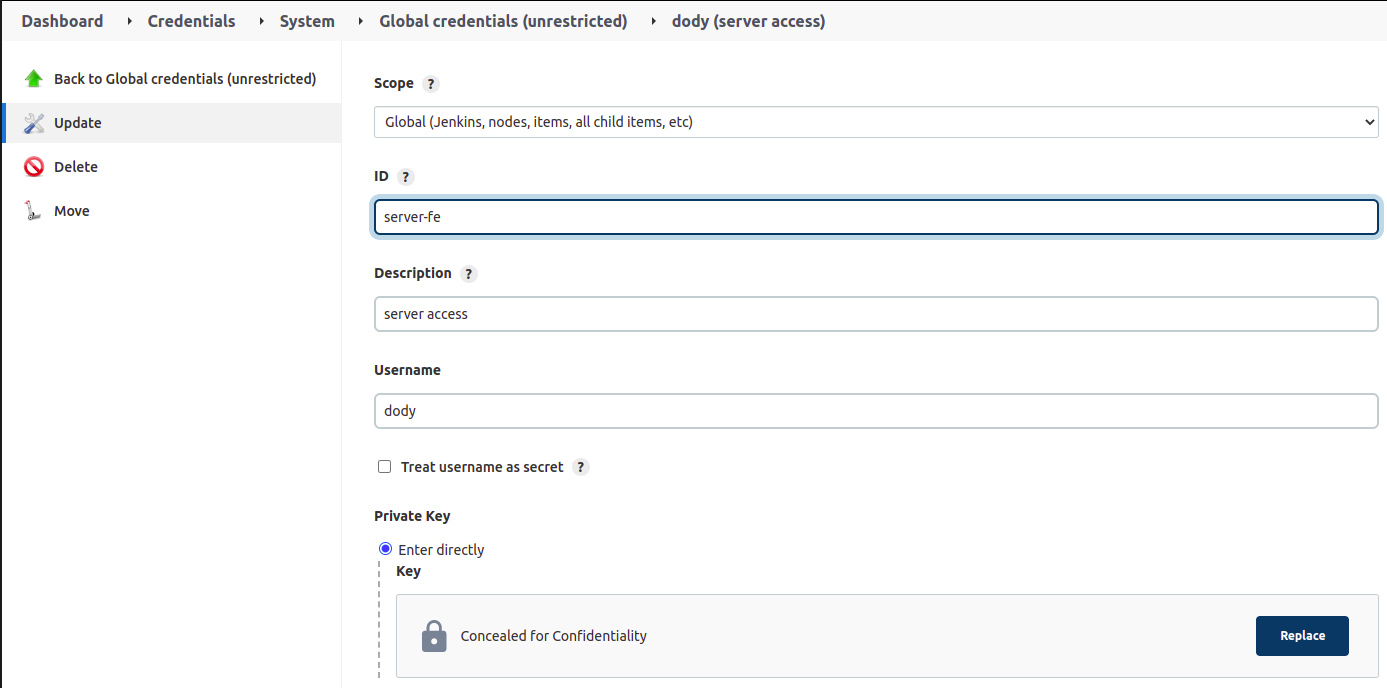 Dashboard Credentials System Global credentials (unrestricted) dody (server access)
Back to Global credentials (unrestricted)
Update
Delete
Move
Scope ?
Global (Jenkins, nodes, items, all child items, etc)
ID ?
server-fe
Description ?
server access
Username
dody
Treat username as secret ?
Private Key
Enter directly
Key
Concealed for Confidentiality
Replace